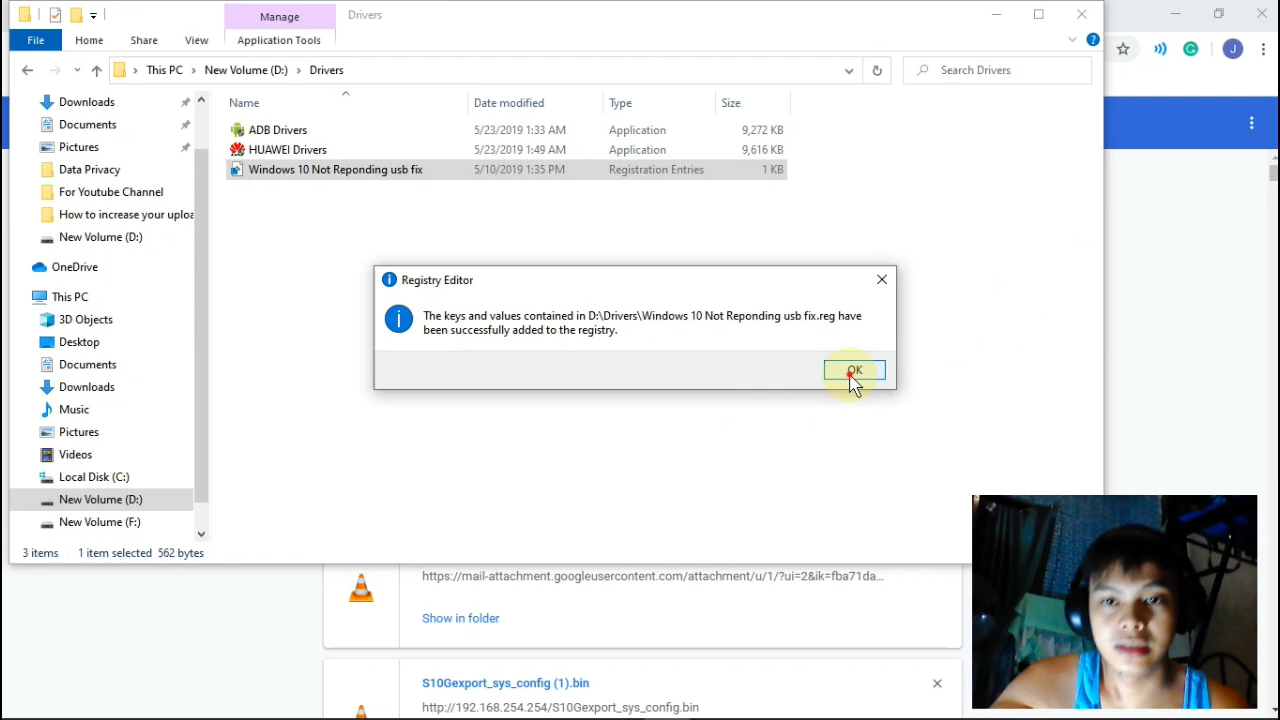 Manage
Drivers
File
Home
Share
View
Application Tools
This PC
New Volume (D:)
Drivers
Search Drivers
J
Name
Date modified
Type
Size
ADB Drivers
5/23/2019 1:33 AM
Application
9,272 KB
HUAWEI Drivers
5/23/2019 1:49 AM
Application
9,616 KB
Windows 10 Not Reponding usb fix
5/10/2019 1:35 PM
Registration Entries
1 KB
Downloads
Documents
Pictures
Data Privacy
For Youtube Channel
How to increase your uploa
New Volume (D:)
OneDrive
This PC
3D Objects
Desktop
Documents
Downloads
Music
Pictures
Videos
Local Disk (C:)
New Volume (D:)
New Volume (F:)
3 items
1 item selected 562 bytes
Registry Editor
The keys and values contained in D:\Drivers\Windows 10 Not Reponding usb fix.reg have
been successfully added to the registry.
OK
https://mail-attachment.googleusercontent.com/attachment/u/1/?ui=2&ik=fba71da...
Show in folder
S10Gexport_sys_config (1).bin
http://192.168.254.254/S10Gexport_sys_config.bin